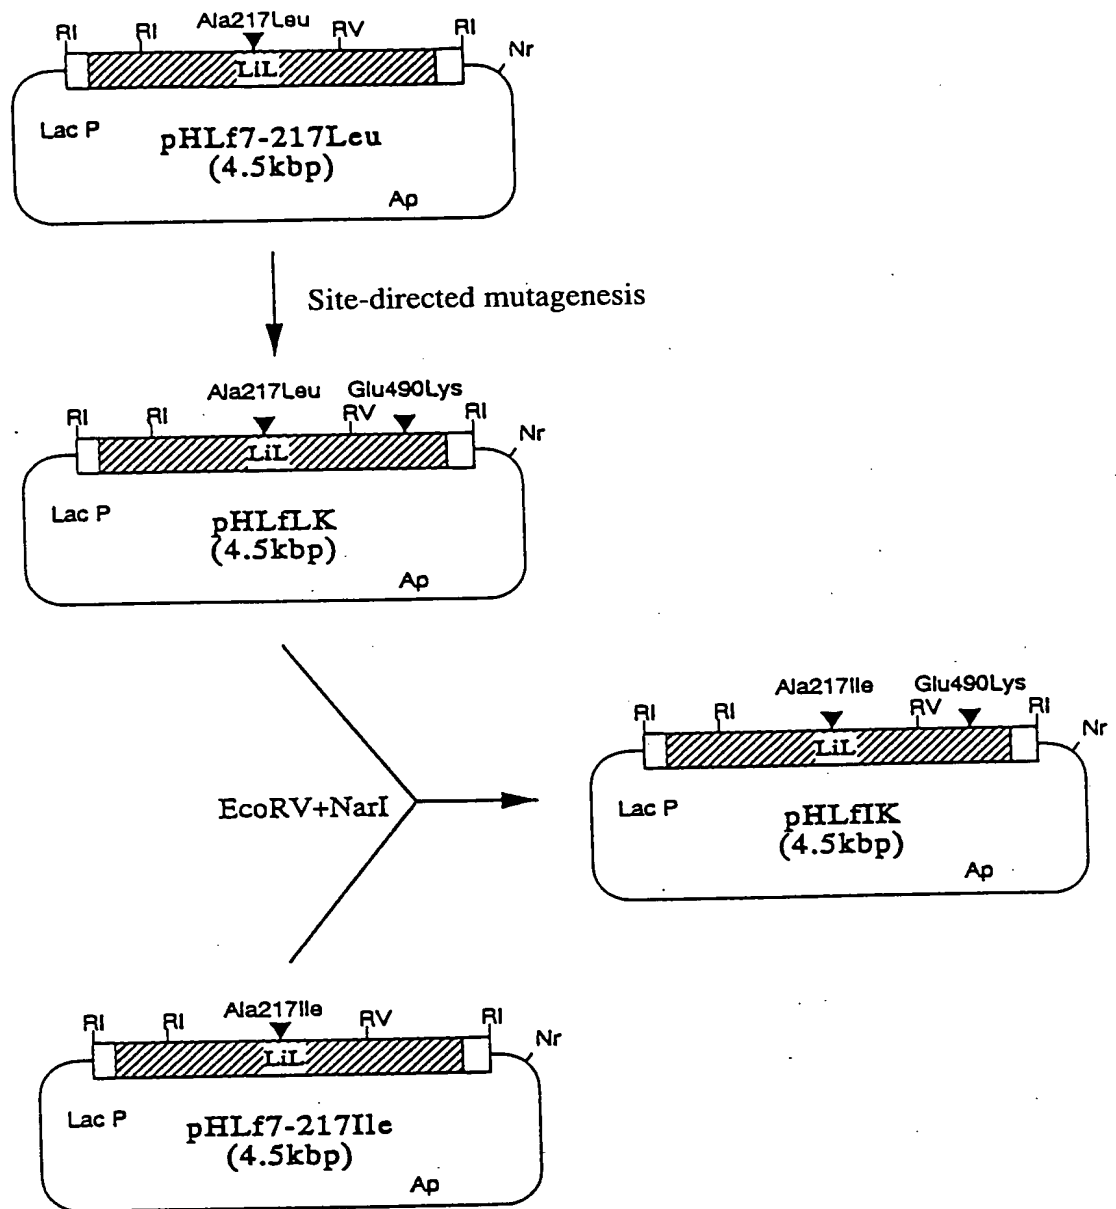 RI RI Ala217Leu RV RI Nr
LiL
Lac P
pHLf7-217Leu
(4.5kbp)
Ap
Site-directed mutagenesis
RI RI Ala217Leu RV Glu490Lys RI Nr
LiL
Lac P
pHLfLK
(4.5kbp)
Ap
EcoRV+NarI
RI RI Ala217Ile RV Glu490Lys RI Nr
LiL
Lac P
pHLfIK
(4.5kbp)
Ap
RI RI Ala217Ile RV RI Nr
LiL
Lac P
pHLf7-217Ile
(4.5kbp)
Ap